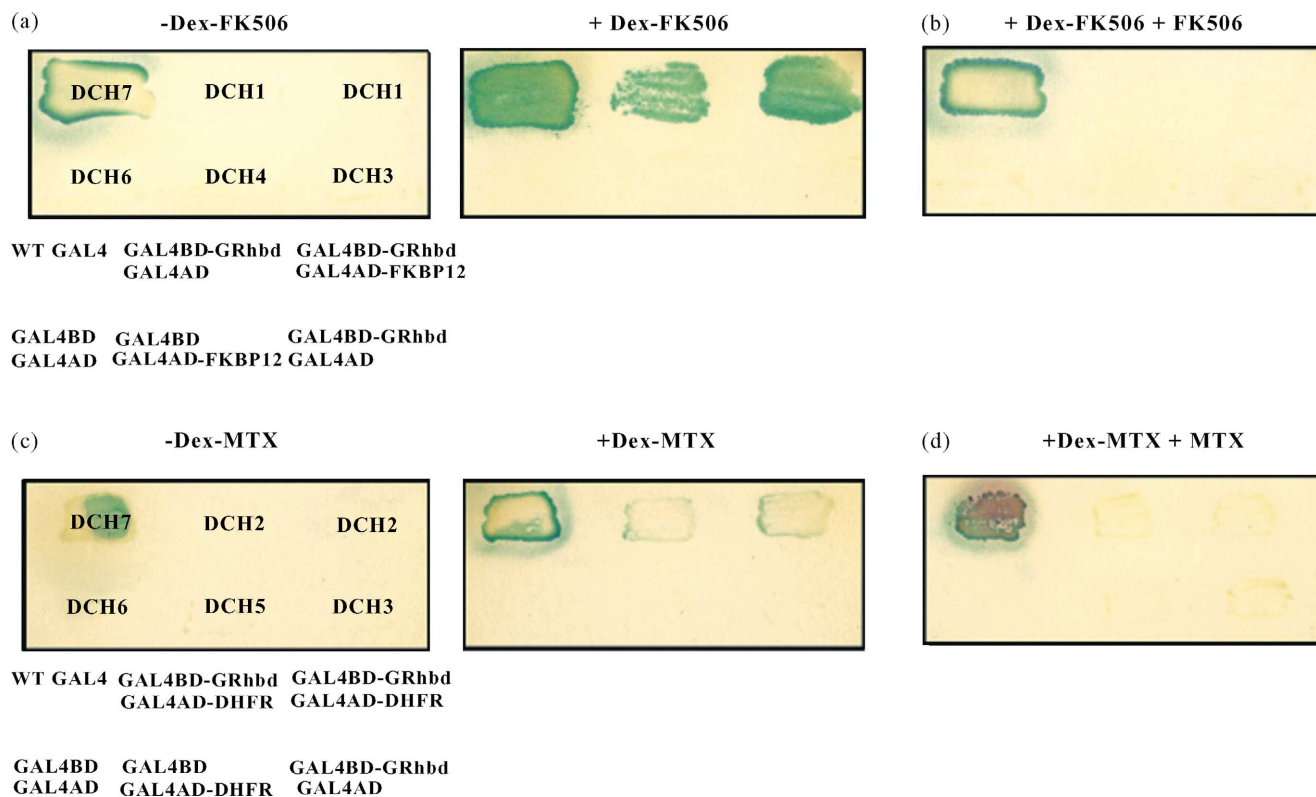 (a) -Dex-FK506 + Dex-FK506 (b) + Dex-FK506 + FK506
DCH7 DCH1 DCH1
DCH6 DCH4 DCH3
WT GAL4 GAL4BD-GRhbd GAL4BD-GRhbd
GAL4AD GAL4AD-FKBP12
GAL4BD GAL4BD GAL4BD-GRhbd
GAL4AD GAL4AD-FKBP12 GAL4AD
(c) -Dex-MTX +Dex-MTX (d) +Dex-MTX + MTX
DCH7 DCH2 DCH2
DCH6 DCH5 DCH3
WT GAL4 GAL4BD-GRhbd GAL4BD-GRhbd
GAL4AD-DHFR GAL4AD-DHFR
GAL4BD GAL4BD GAL4BD-GRhbd
GAL4AD GAL4AD-DHFR GAL4AD